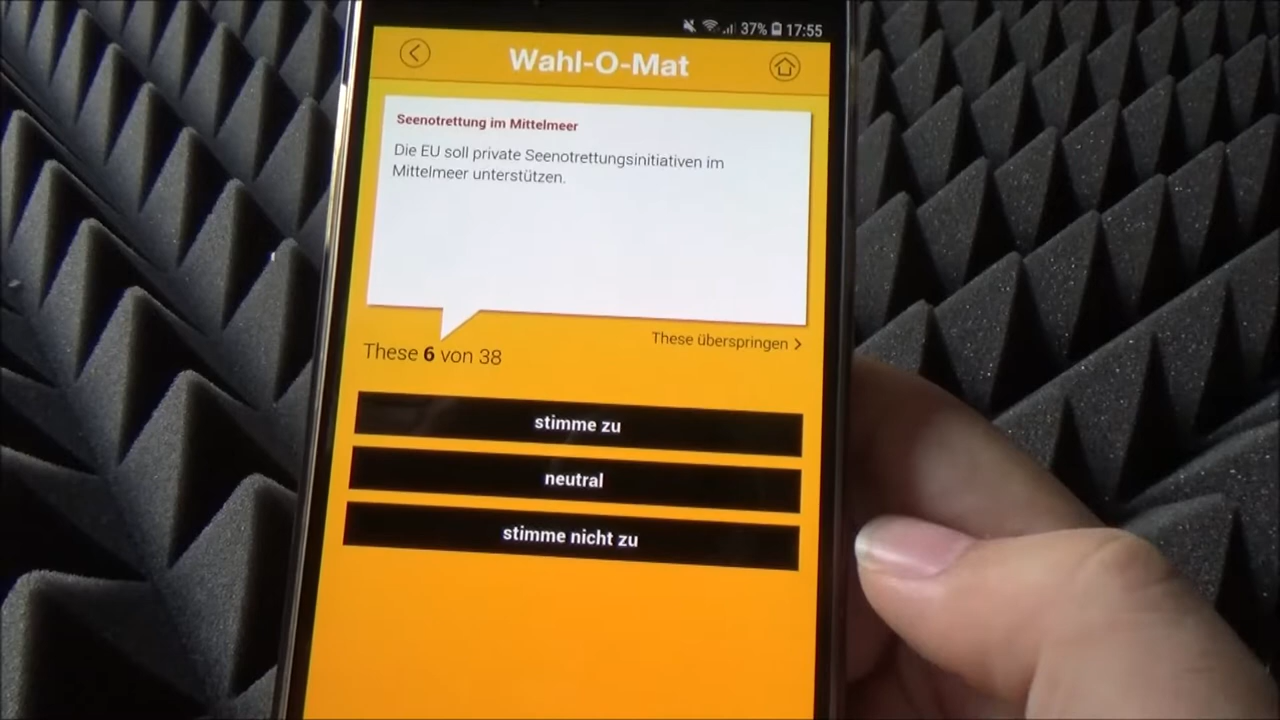 37% 17:55
Wahl-O-Mat
Seenotrettung im Mittelmeer
Die EU soll private Seenotrettungsinitiativen im
Mittelmeer unterstützen.
These überspringen
These 6 von 38
stimme zu
neutral
stimme nicht zu